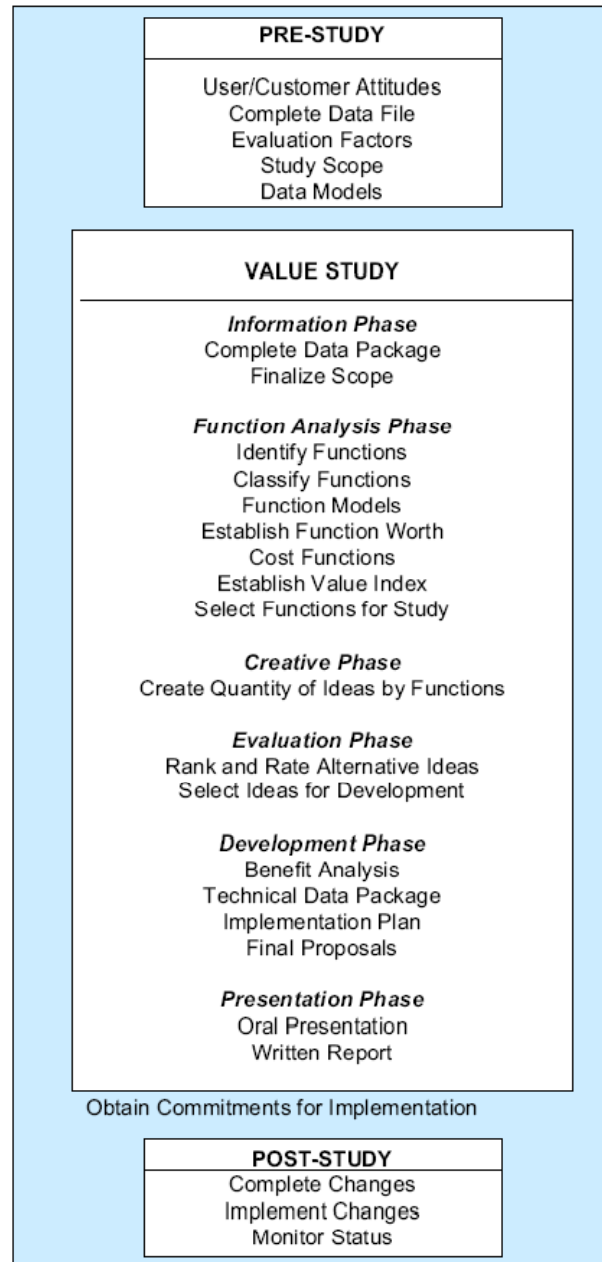 PRE-STUDY
User/Customer Attitudes
Complete Data File
Evaluation Factors
Study Scope
Data Models
VALUE STUDY
Information Phase
Complete Data Package
Finalize Scope
Function Analysis Phase
Identify Functions
Classify Functions
Function Models
Establish Function Worth
Cost Functions
Establish Value Index
Select Functions for Study
Creative Phase
Create Quantity of Ideas by Functions
Evaluation Phase
Rank and Rate Alternative Ideas
Select Ideas for Development
Development Phase
Benefit Analysis
Technical Data Package
Implementation Plan
Final Proposals
Presentation Phase
Oral Presentation
Written Report
Obtain Commitments for Implementation
POST-STUDY
Complete Changes
Implement Changes
Monitor Status